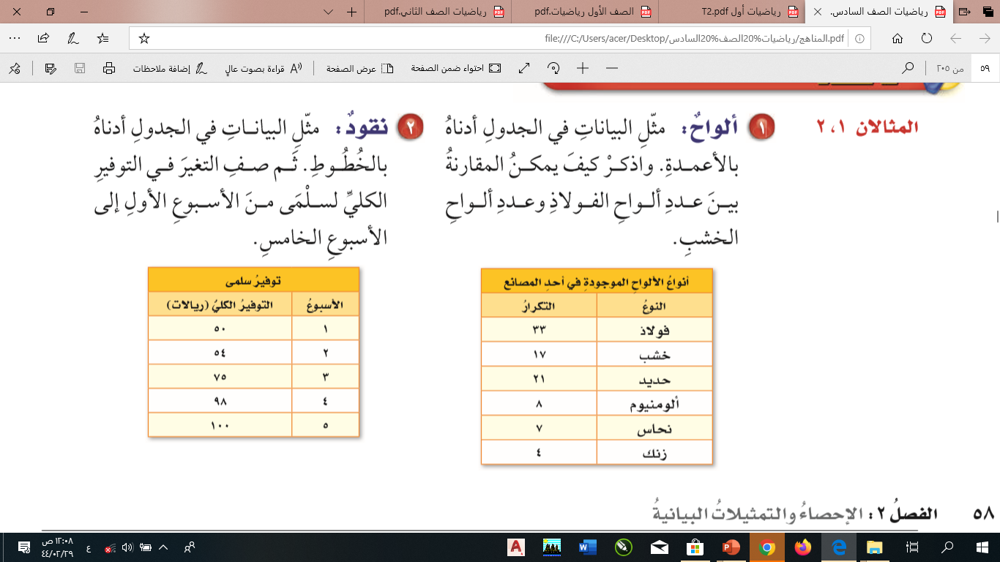 رياضيات الصف السادس.pdf
رياضيات أول T2.pdf
الصف الأول رياضيات.pdf
رياضيات الصف الثاني.pdf
file:///C:/Users/acer/Desktop/المناهج/رياضيات%20الصف%20السادس.pdf
٥٩ من ٢٠٥
احتواء ضمن الصفحة
عرض الصفحة
قراءة بصوت عالٍ
إضافة ملاحظات
المثالان ١، ٢
١ ألواحٌ: مثّلِ البياناتِ في الجدولِ أدناهُ
بالأعمدةِ. واذكرْ كيفَ يمكنُ المقارنةُ
بينَ عددِ ألواحِ الفولاذِ وعددِ ألواحِ
الخشبِ.
أنواعُ الألواحِ الموجودةِ في أحدِ المصانع
النوعُ التكرارُ
فولاذ ٣٣
خشب ١٧
حديد ٢١
ألومنيوم ٨
نحاس ٧
زنك ٤
٢ نقودٌ: مثّلِ البياناتِ في الجدولِ أدناهُ
بالخُطُوطِ. ثَم صفِ التغيرَ في التوفيرِ
الكليِّ لسلْمَى منَ الأسبوعِ الأولِ إلى
الأسبوعِ الخامسِ.
توفيرُ سلمى
الأسبوعُ التوفيرُ الكليُّ (ريالات)
١ ٥٠
٢ ٥٤
٣ ٧٥
٤ ٩٨
٥ ١٠٠
٥٨ الفصلُ ٢: الإحصاءُ والتمثيلاتُ البيانيةُ
ع
١٢:٠٨ ص
٤٤/٠٢/٢٩